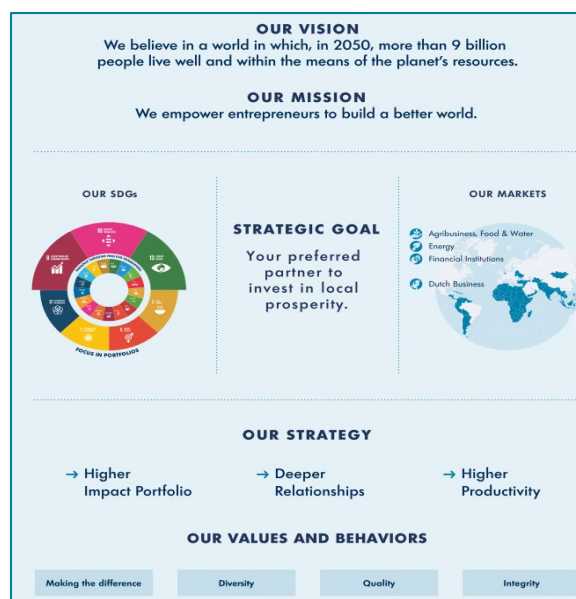 OUR VISION
We believe in a world in which, in 2050, more than 9 billion
people live well and within the means of the planet's resources.
OUR MISSION
We empower entrepreneurs to build a better world.
OUR SDGs
10
8
13
FOCUS IN PORTFOLIOS
STRATEGIC GOAL
Your preferred
partner to
invest in local
prosperity.
OUR MARKETS
Agribusiness, Food & Water
Energy
Financial Institutions
Dutch Business
OUR STRATEGY
→ Higher
Impact Portfolio
→ Deeper
Relationships
→ Higher
Productivity
OUR VALUES AND BEHAVIORS
Making the difference
Diversity
Quality
Integrity